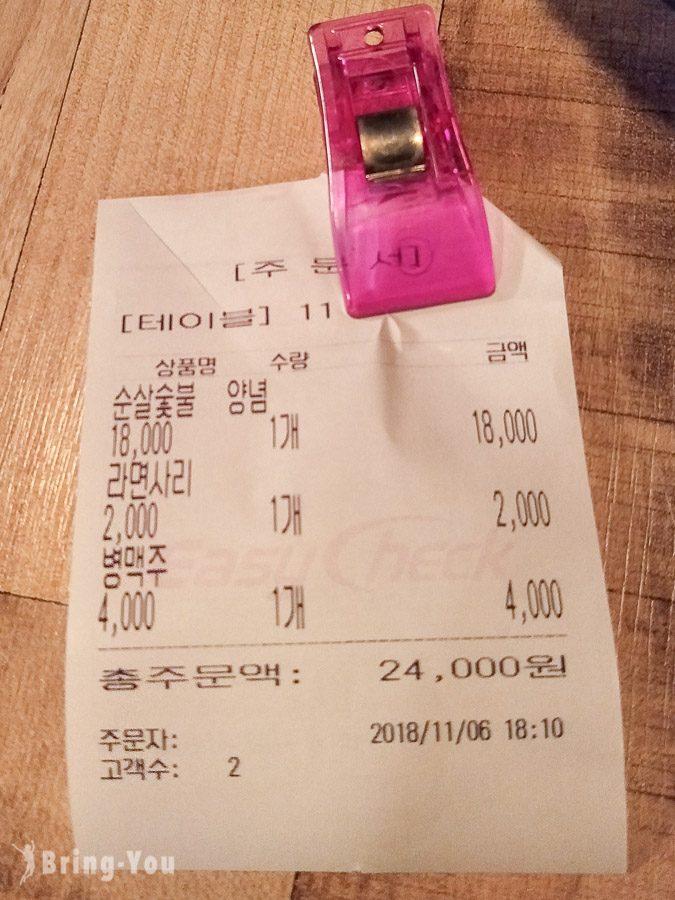 [주 문 서]
[테이블] 11
상품명 수량 금액
순살숯불 양념
18,000 1개 18,000
라면사리
2,000 1개 2,000
병맥주
4,000 1개 4,000
총주문액: 24,000원
주문자: 2018/11/06 18:10
고객수: 2
Easy Check
Bring-You